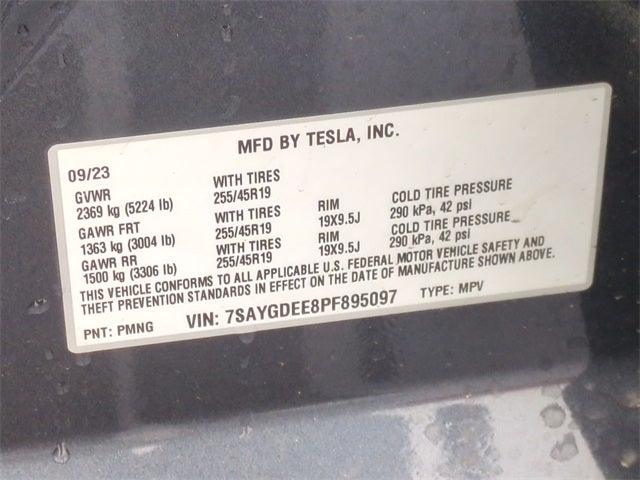 MFD BY TESLA, INC.
09/23
GVWR WITH TIRES
2369 kg (5224 lb) 255/45R19 RIM COLD TIRE PRESSURE
GAWR FRT WITH TIRES 19X9.5J 290 kPa, 42 psi
1363 kg (3004 lb) 255/45R19 RIM COLD TIRE PRESSURE
GAWR RR WITH TIRES 19X9.5J 290 kPa, 42 psi
1500 kg (3306 lb) 255/45R19
THIS VEHICLE CONFORMS TO ALL APPLICABLE U.S. FEDERAL MOTOR VEHICLE SAFETY AND
THEFT PREVENTION STANDARDS IN EFFECT ON THE DATE OF MANUFACTURE SHOWN ABOVE.
PNT: PMNG VIN: 7SAYGDEE8PF895097 TYPE: MPV